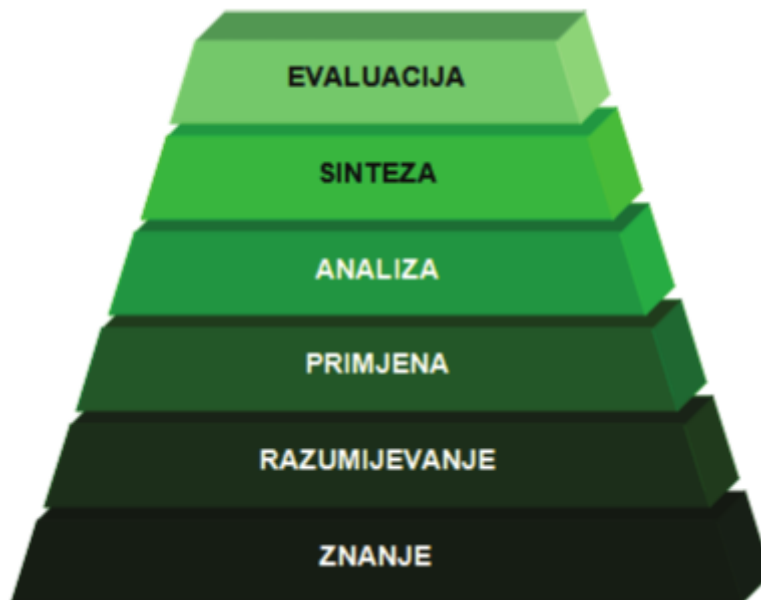 EVALUACIJA
SINTEZA
ANALIZA
PRIMJENA
RAZUMIJEVANJE
ZNANJE